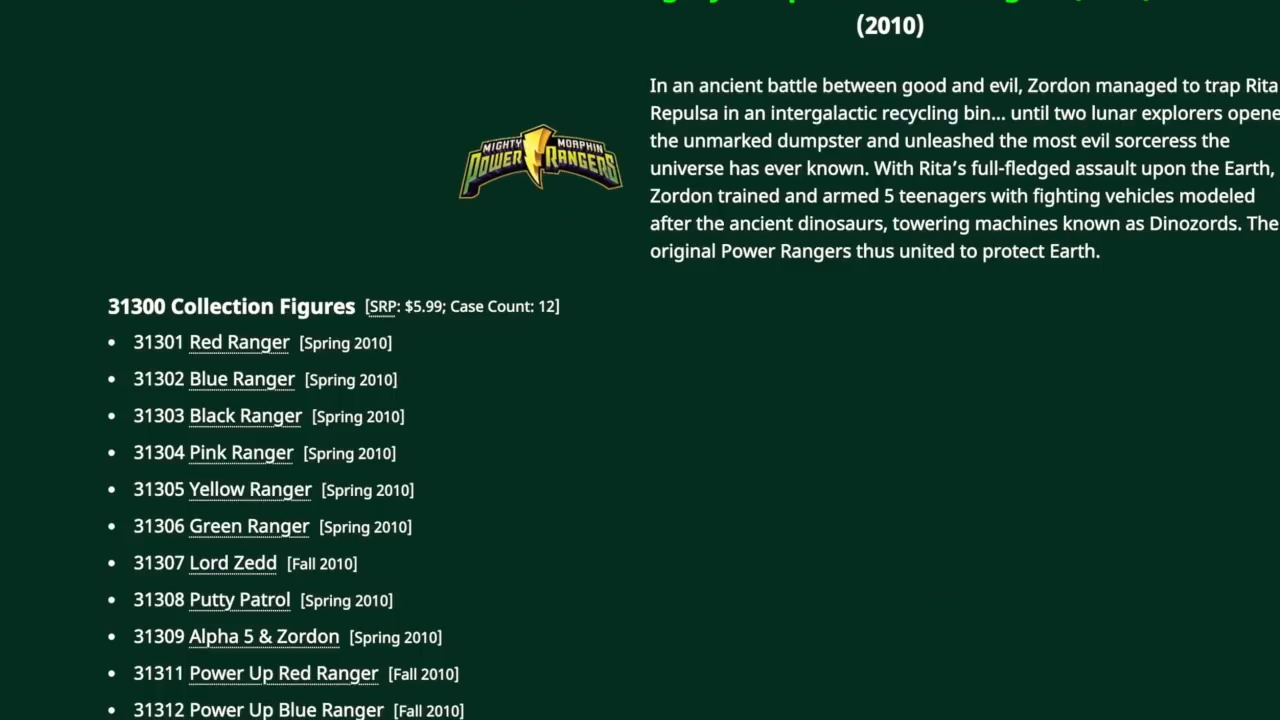 (2010)
In an ancient battle between good and evil, Zordon managed to trap Rita
Repulsa in an intergalactic recycling bin... until two lunar explorers opene
the unmarked dumpster and unleashed the most evil sorceress the
universe has ever known. With Rita’s full-fledged assault upon the Earth,
Zordon trained and armed 5 teenagers with fighting vehicles modeled
after the ancient dinosaurs, towering machines known as Dinozords. The
original Power Rangers thus united to protect Earth.
MIGHTY MORPHIN
POWER RANGERS
31300 Collection Figures [SRP: $5.99; Case Count: 12]
• 31301 Red Ranger [Spring 2010]
• 31302 Blue Ranger [Spring 2010]
• 31303 Black Ranger [Spring 2010]
• 31304 Pink Ranger [Spring 2010]
• 31305 Yellow Ranger [Spring 2010]
• 31306 Green Ranger [Spring 2010]
• 31307 Lord Zedd [Fall 2010]
• 31308 Putty Patrol [Spring 2010]
• 31309 Alpha 5 & Zordon [Spring 2010]
• 31311 Power Up Red Ranger [Fall 2010]
• 31312 Power Up Blue Ranger [Fall 2010]